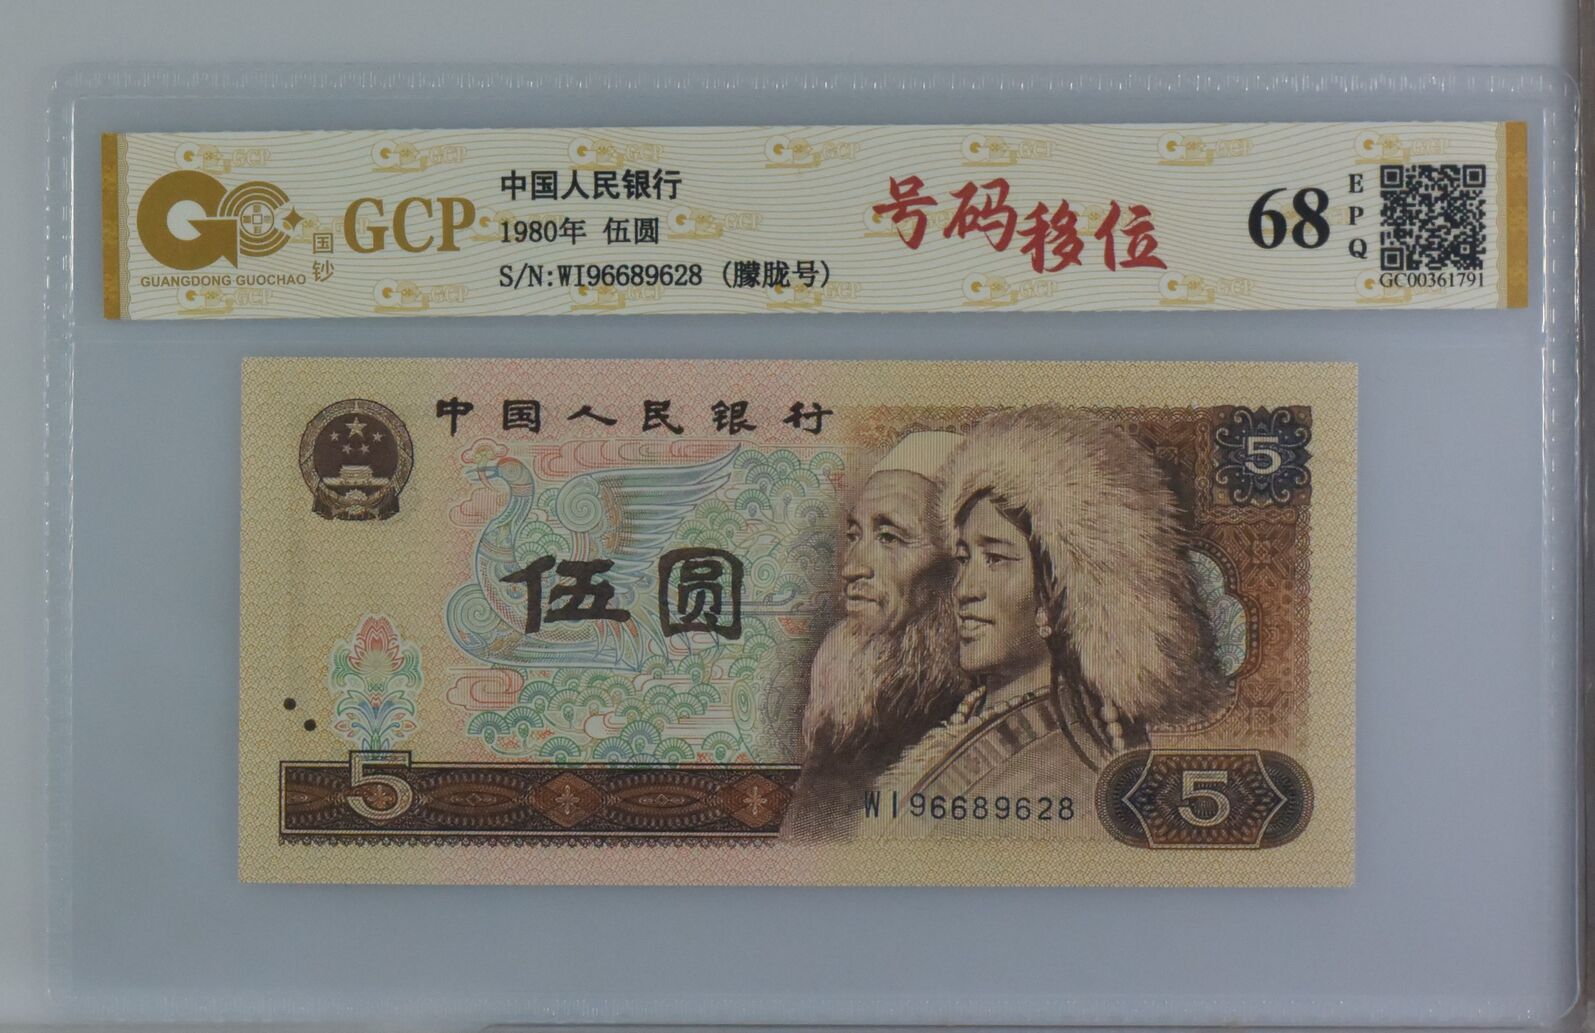 GCP
GUANGDONG GUOCHAO
国钞
中国人民银行
1980年 伍圆
S/N:WI96689628 (朦胧号)
号码移位
68
EPQ
GC00361791
中国人民银行
5
伍圆
5
WI96689628
5